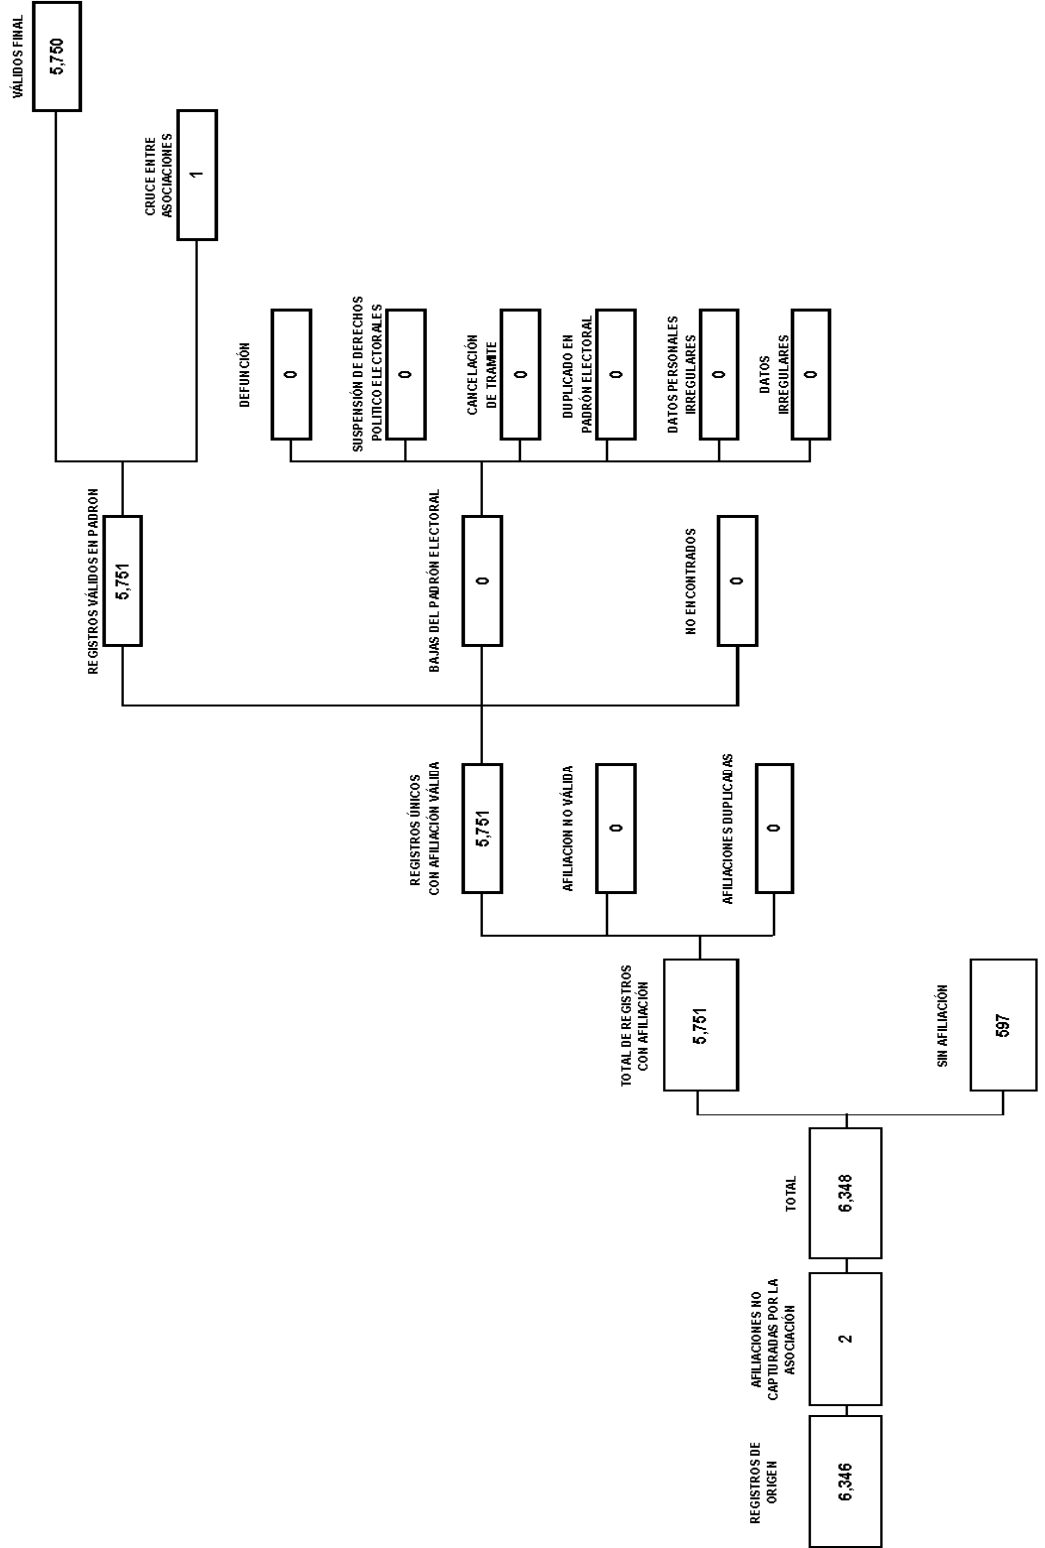 REGISTROS DE
ORIGEN
6,346
AFILIACIONES NO
CAPTURADAS POR LA
ASOCIACIÓN
2
TOTAL
6,348
TOTAL DE REGISTROS
CON AFILIACIÓN
5,751
SIN AFILIACIÓN
597
REGISTROS ÚNICOS
CON AFILIACIÓN VÁLIDA
5,751
AFILIACION NO VÁLIDA
0
AFILIACIONES DUPLICADAS
0
REGISTROS VÁLIDOS EN PADRON
5,751
BAJAS DEL PADRÓN ELECTORAL
0
NO ENCONTRADOS
0
DEFUNCIÓN
0
SUSPENSIÓN DE DERECHOS
POLITICO ELECTORALES
0
CANCELACIÓN
DE TRAMITE
0
DUPLICADO EN
PADRÓN ELECTORAL
0
DATOS PERSONALES
IRREGULARES
0
DATOS
IRREGULARES
0
CRUCE ENTRE
ASOCIACIONES
1
VÁLIDOS FINAL
5,750